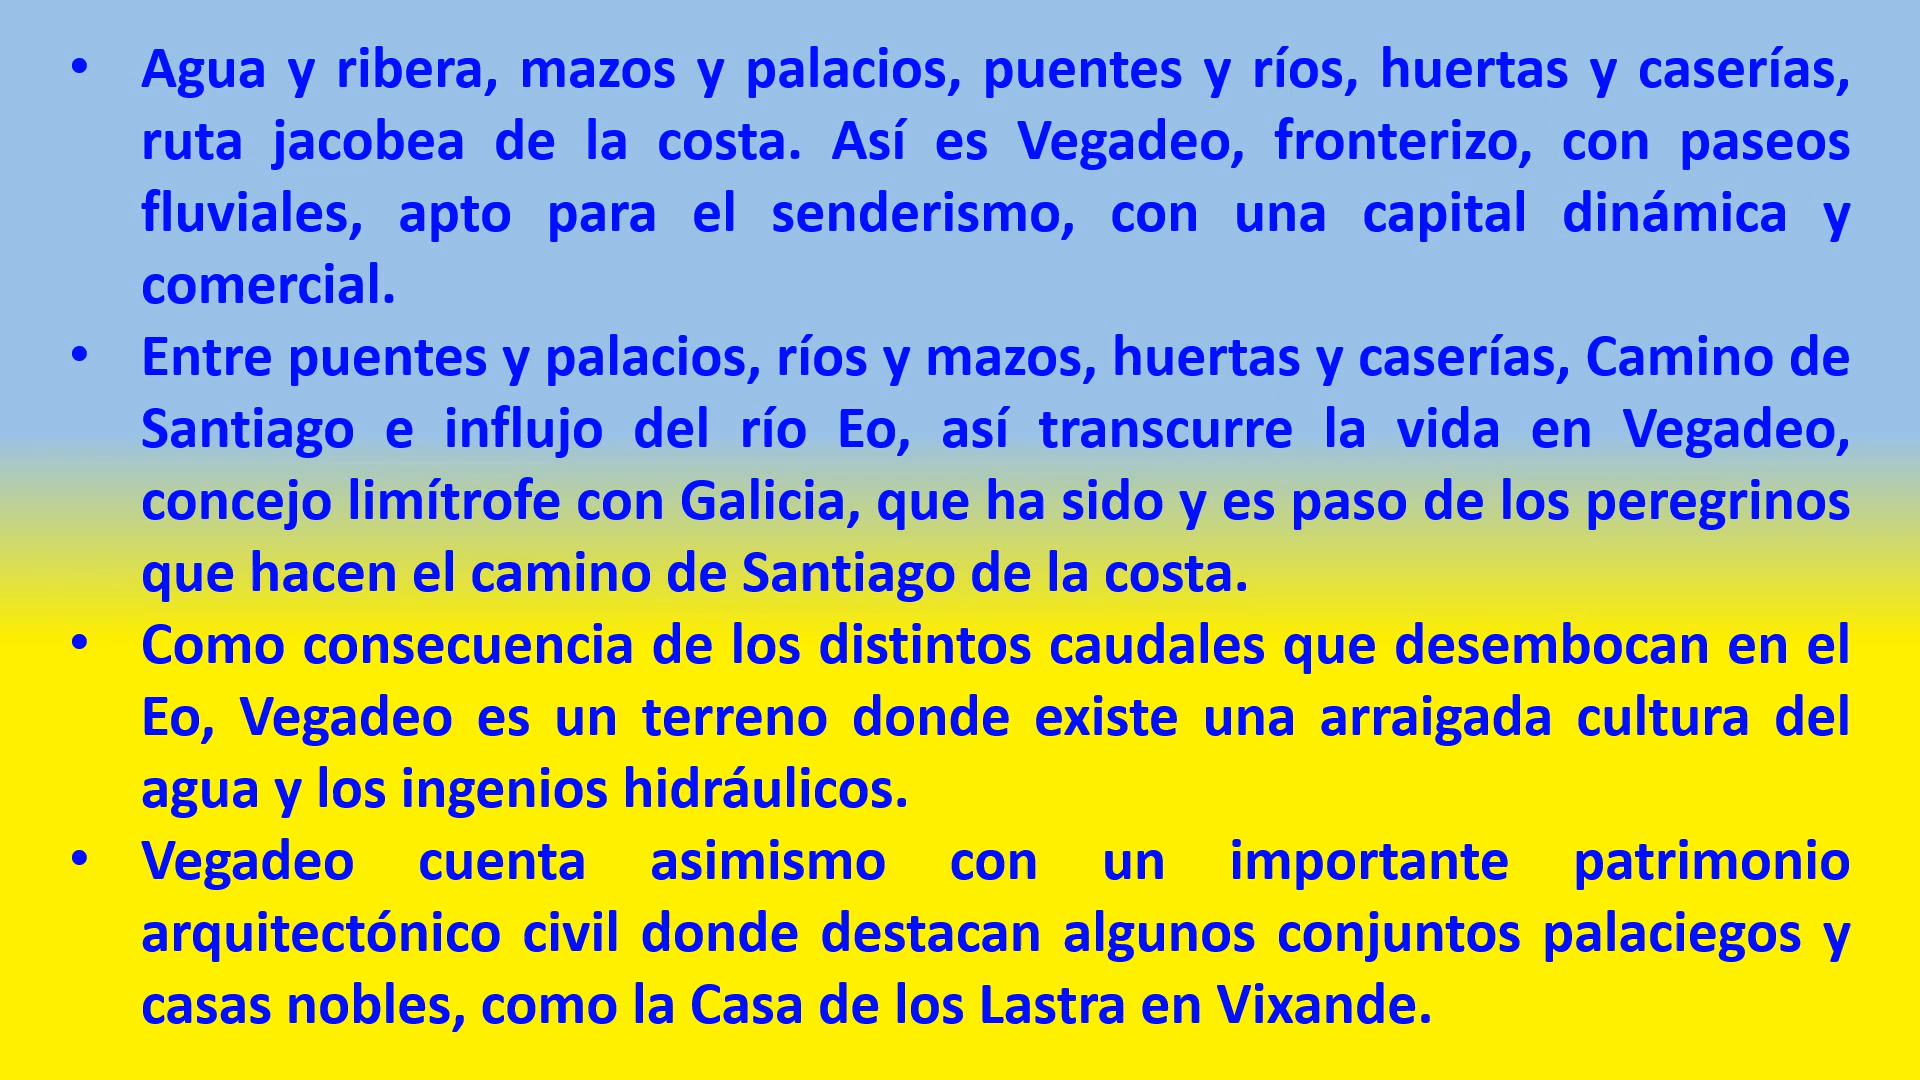 • Agua y ribera, mazos y palacios, puentes y ríos, huertas y caserías,
ruta jacobea de la costa. Así es Vegadeo, fronterizo, con paseos
fluviales, apto para el senderismo, con una capital dinámica y
comercial.
• Entre puentes y palacios, ríos y mazos, huertas y caserías, Camino de
Santiago e influjo del río Eo, así transcurre la vida en Vegadeo,
concejo limítrofe con Galicia, que ha sido y es paso de los peregrinos
que hacen el camino de Santiago de la costa.
• Como consecuencia de los distintos caudales que desembocan en el
Eo, Vegadeo es un terreno donde existe una arraigada cultura del
agua y los ingenios hidráulicos.
• Vegadeo cuenta asimismo con un importante patrimonio
arquitectónico civil donde destacan algunos conjuntos palaciegos y
casas nobles, como la Casa de los Lastra en Vixande.